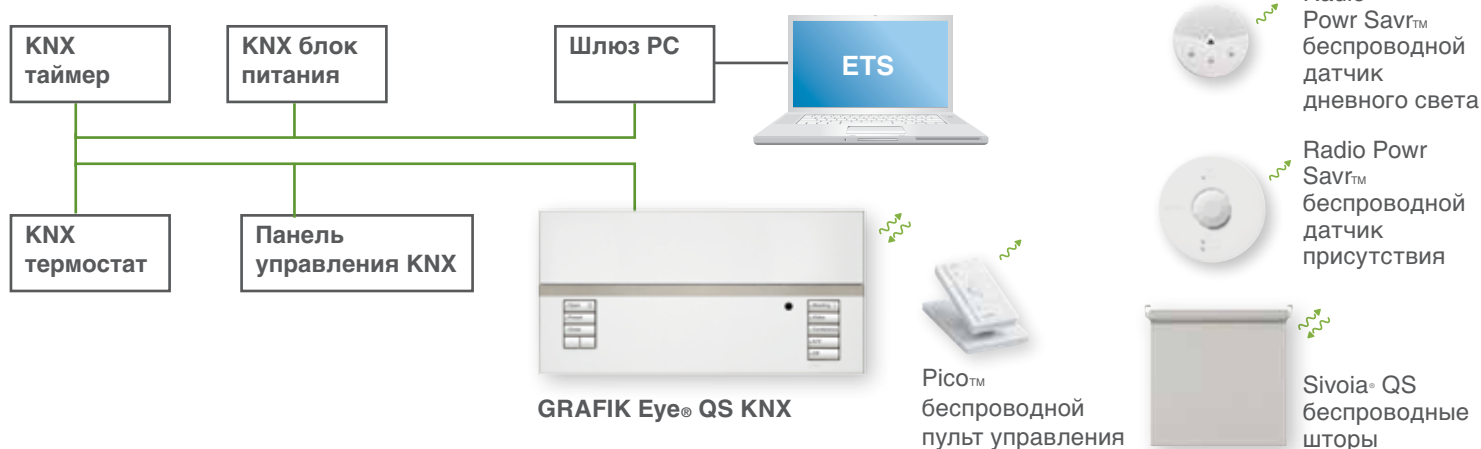 KNX
таймер
KNX блок
питания
Шлюз PC
ETS
KNX
термостат
Панель
управления KNX
GRAFIK Eye® QS KNX
Pico™
беспроводной
пульт управления
Radio
Powr Savr™
беспроводной
датчик
дневного света
Radio Powr
Savr™
беспроводной
датчик
присутствия
Sivoia® QS
беспроводные
шторы